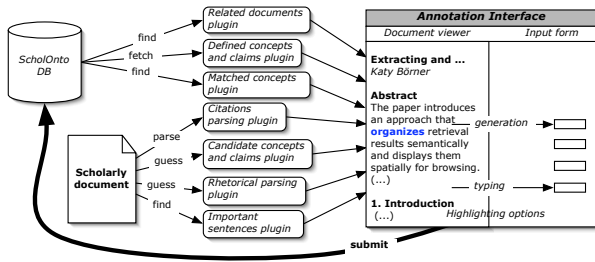 ScholOnto
DB
find
fetch
find
Related documents
plugin
Defined concepts
and claims plugin
Matched concepts
plugin
Citations
parsing plugin
Candidate concepts
and claims plugin
Rhetorical parsing
plugin
Important
sentences plugin
Scholarly
document
parse
guess
guess
find
Annotation Interface
Document viewer
Input form
Extracting and ...
Katy Börner
Abstract
The paper introduces
an approach that
organizes retrieval
results semantically
and displays them
spatially for browsing.
(...)
1. Introduction
(...)
generation
typing
Highlighting options
submit